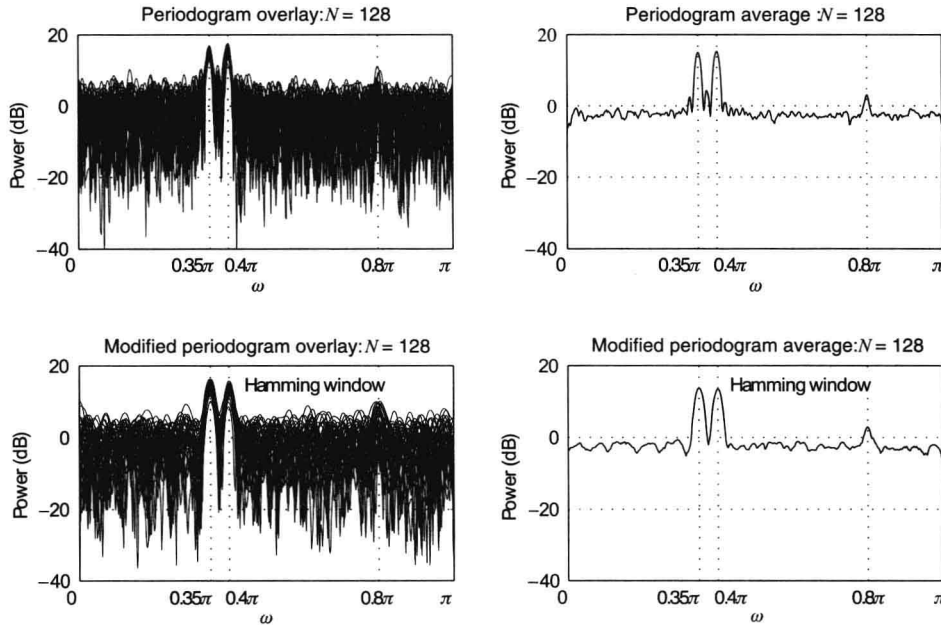 Periodogram overlay: N = 128
Power (dB)
20
0
−20
−40
0
0.35π
0.4π
0.8π
π
ω
Periodogram average : N = 128
Power (dB)
20
0
−20
−40
0
0.35π
0.4π
0.8π
π
ω
Modified periodogram overlay: N = 128
Hamming window
Power (dB)
20
0
−20
−40
0
0.35π
0.4π
0.8π
π
ω
Modified periodogram average: N = 128
Hamming window
Power (dB)
20
0
−20
−40
0
0.35π
0.4π
0.8π
π
ω